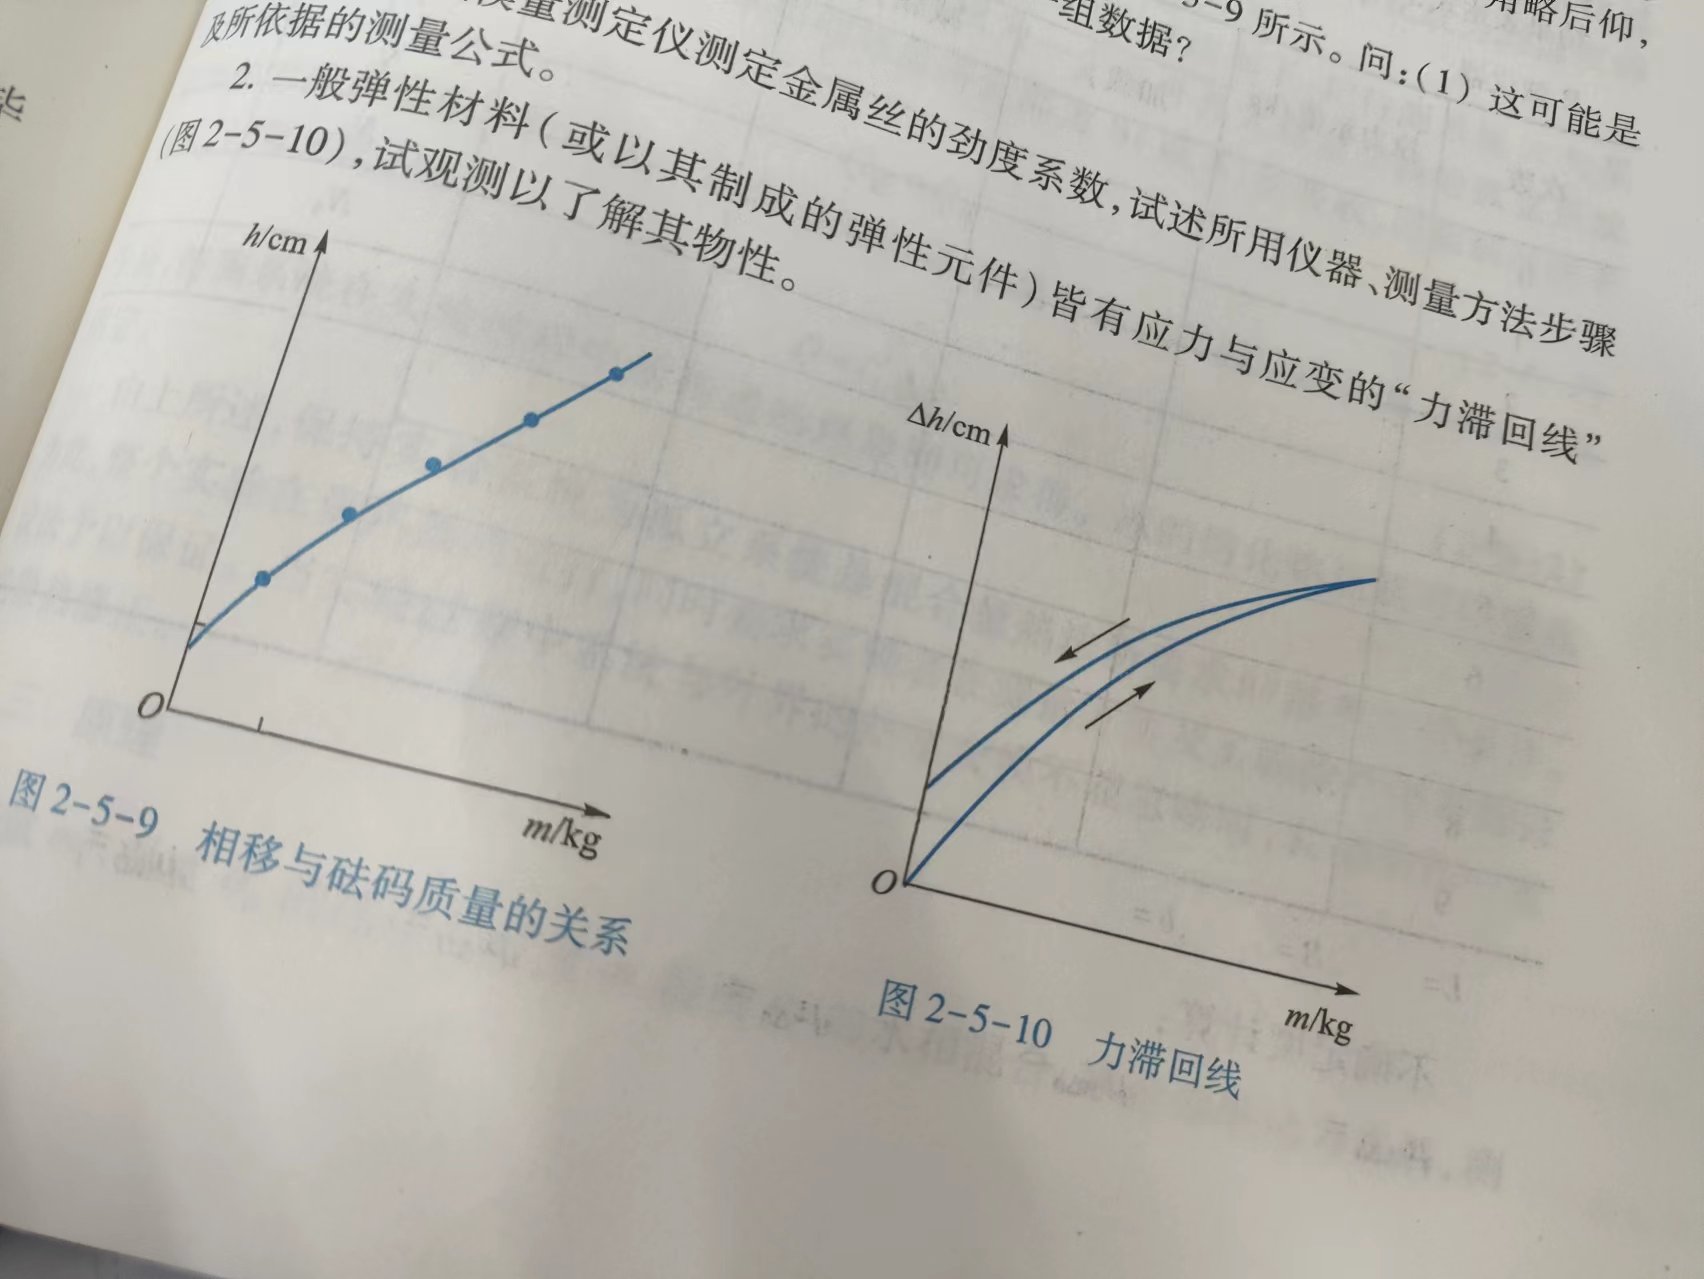 角略后仰，
5-9 所示。问：(1) 这可能是
组数据？
质量测定仪测定金属丝的劲度系数，试述所用仪器、测量方法步骤
及所依据的测量公式。
2. 一般弹性材料(或以其制成的弹性元件)皆有应力与应变的“力滞回线”
(图2-5-10)，试观测以了解其物性。
h/cm
O
m/kg
图 2-5-9 相移与砝码质量的关系
Δh/cm
O
m/kg
图 2-5-10 力滞回线